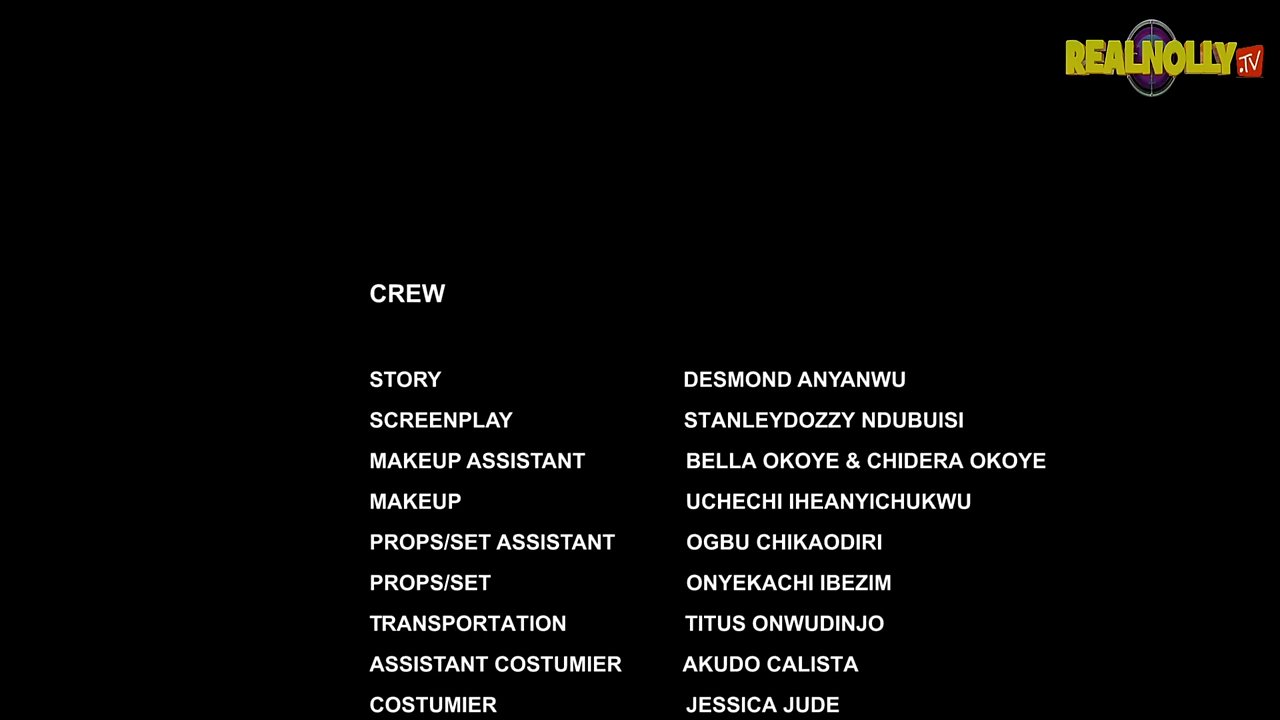 REALNOLLY.TV
CREW
STORY DESMOND ANYANWU
SCREENPLAY STANLEYDOZZY NDUBUISI
MAKEUP ASSISTANT BELLA OKOYE & CHIDERA OKOYE
MAKEUP UCHECHI IHEANYICHUKWU
PROPS/SET ASSISTANT OGBU CHIKAODIRI
PROPS/SET ONYEKACHI IBEZIM
TRANSPORTATION TITUS ONWUDINJO
ASSISTANT COSTUMIER AKUDO CALISTA
COSTUMIER JESSICA JUDE